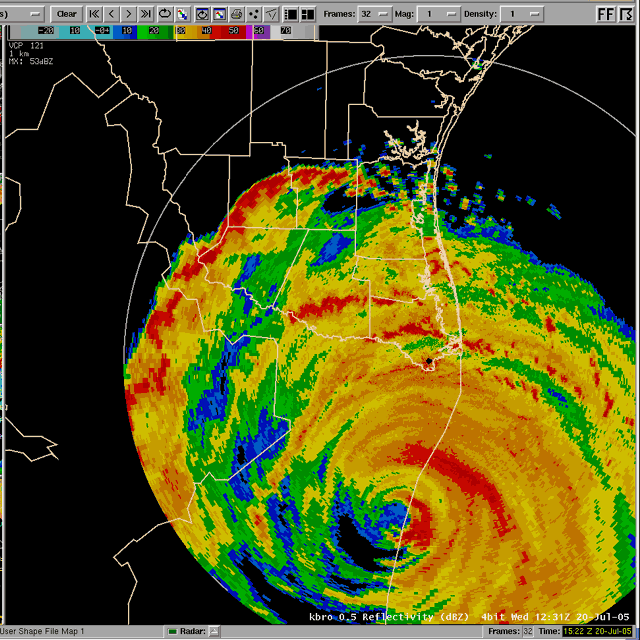 s) Clear Frames: 32 Mag: 1 Density: 1 FF
-20 10 -04 10 20 30 40 50 60 70
VCP 121
1 km
MX: 53dBZ
kbro 0.5 Reflectivity (dBZ) 4bit Wed 12:31Z 20-Jul-05
User Shape File Map 1 Radar: Frames: 32 Time: 15:22 Z 20-Jul-05